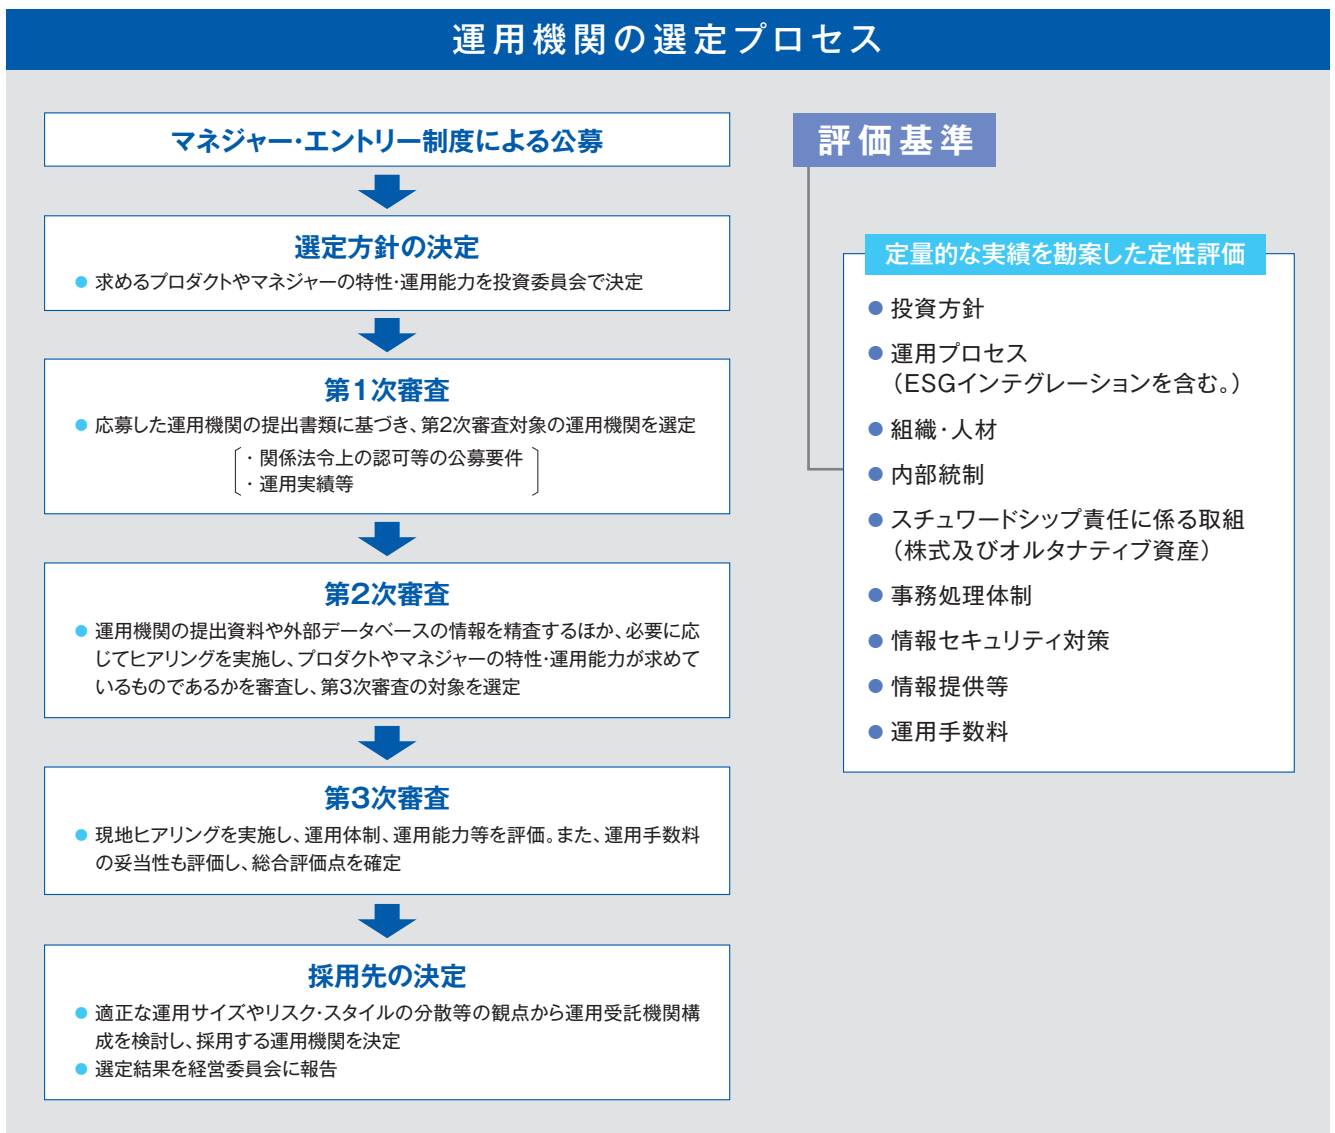 運用機関の選定プロセス
マネジャー・エントリー制度による公募
選定方針の決定
● 求めるプロダクトやマネジャーの特性・運用能力を投資委員会で決定
第1次審査
● 応募した運用機関の提出書類に基づき、第2次審査対象の運用機関を選定
・関係法令上の認可等の公募要件
・運用実績等
第2次審査
● 運用機関の提出資料や外部データベースの情報を精査するほか、必要に応
じてヒアリングを実施し、プロダクトやマネジャーの特性・運用能力が求めて
いるものであるかを審査し、第3次審査の対象を選定
第3次審査
● 現地ヒアリングを実施し、運用体制、運用能力等を評価。また、運用手数料
の妥当性も評価し、総合評価点を確定
採用先の決定
● 適正な運用サイズやリスク・スタイルの分散等の観点から運用受託機関構
成を検討し、採用する運用機関を決定
● 選定結果を経営委員会に報告
評価基準
定量的な実績を勘案した定性評価
● 投資方針
● 運用プロセス
（ESGインテグレーションを含む。）
● 組織・人材
● 内部統制
● スチュワードシップ責任に係る取組
（株式及びオルタナティブ資産）
● 事務処理体制
● 情報セキュリティ対策
● 情報提供等
● 運用手数料